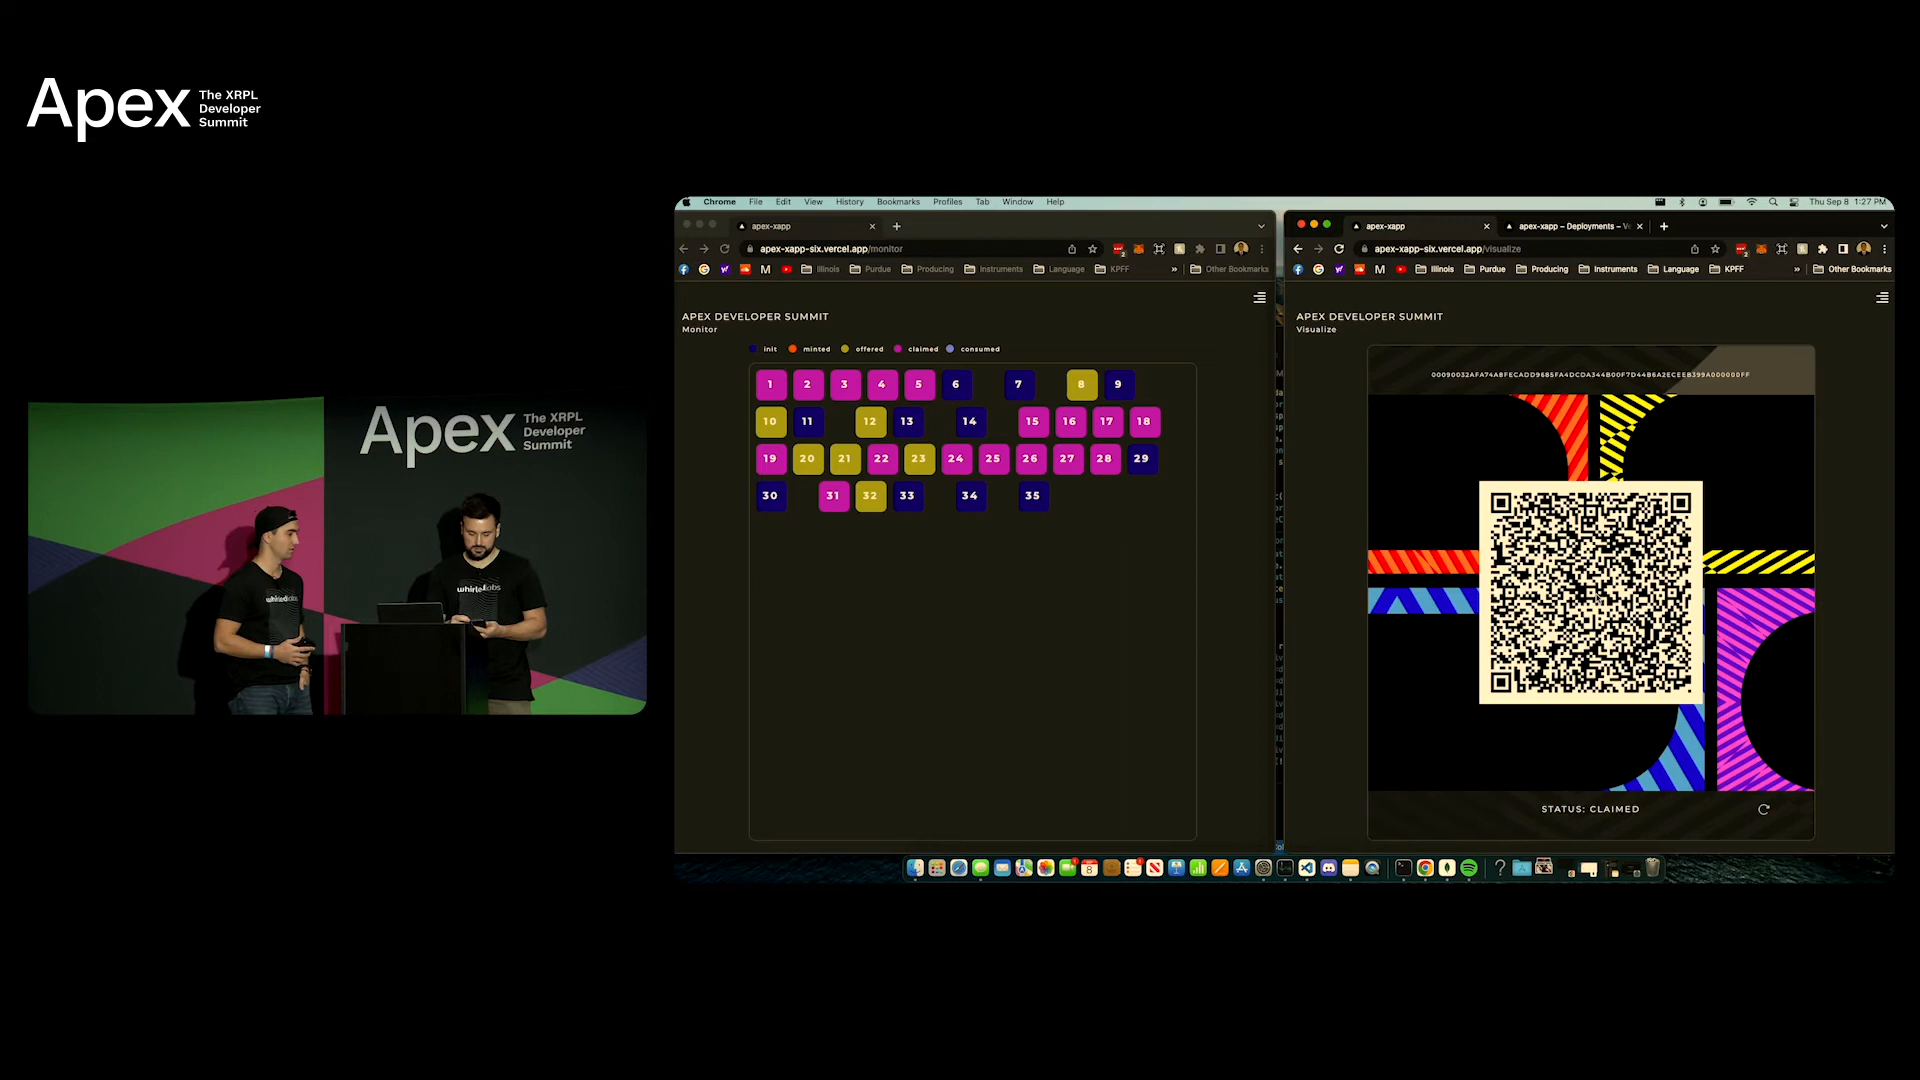 Apex The XRPL
Developer
Summit
Apex The XRPL
Developer
Summit
whirledlabs
Chrome File Edit View History Bookmarks Profiles Tab Window Help
Thu Sep 8 1:27 PM
apex-xapp
apex-xapp-six.vercel.app/monitor
Illinois Purdue Producing Instruments Language KPFF » Other Bookmarks
APEX DEVELOPER SUMMIT
Monitor
init minted offered claimed consumed
1 2 3 4 5 6 7 8 9
10 11 12 13 14 15 16 17 18
19 20 21 22 23 24 25 26 27 28 29
30 31 32 33 34 35
apex-xapp
apex-xapp – Deployments –
apex-xapp-six.vercel.app/visualize
Illinois Purdue Producing Instruments Language KPFF » Other Bookmarks
APEX DEVELOPER SUMMIT
Visualize
STATUS: CLAIMED